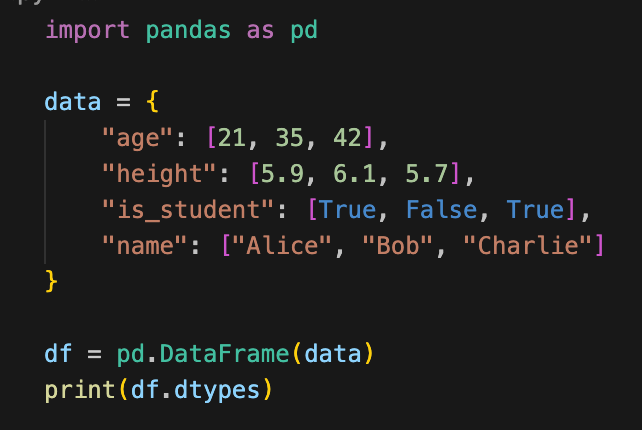 import pandas as pd
data = {
    "age": [21, 35, 42],
    "height": [5.9, 6.1, 5.7],
    "is_student": [True, False, True],
    "name": ["Alice", "Bob", "Charlie"]
}
df = pd.DataFrame(data)
print(df.dtypes)